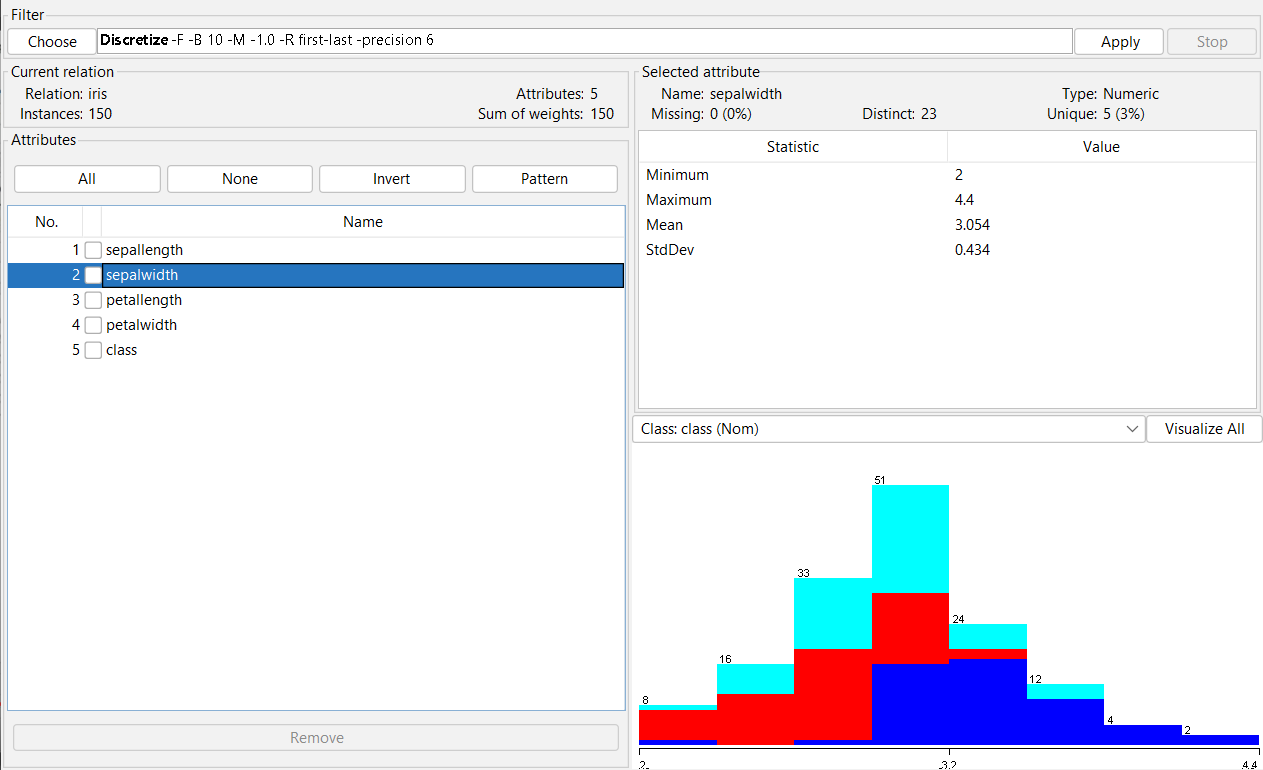 Filter
Choose Discretize -F -B 10 -M -1.0 -R first-last -precision 6 Apply Stop
Current relation
Relation: iris Attributes: 5
Instances: 150 Sum of weights: 150
Attributes
All None Invert Pattern
No. Name
1 sepallength
2 sepalwidth
3 petallength
4 petalwidth
5 class
Remove
Selected attribute
Name: sepalwidth Type: Numeric
Missing: 0 (0%) Distinct: 23 Unique: 5 (3%)
Statistic Value
Minimum 2
Maximum 4.4
Mean 3.054
StdDev 0.434
Class: class (Nom) Visualize All
51
33
24
16
12
8
4
2
2 3.2 4.4